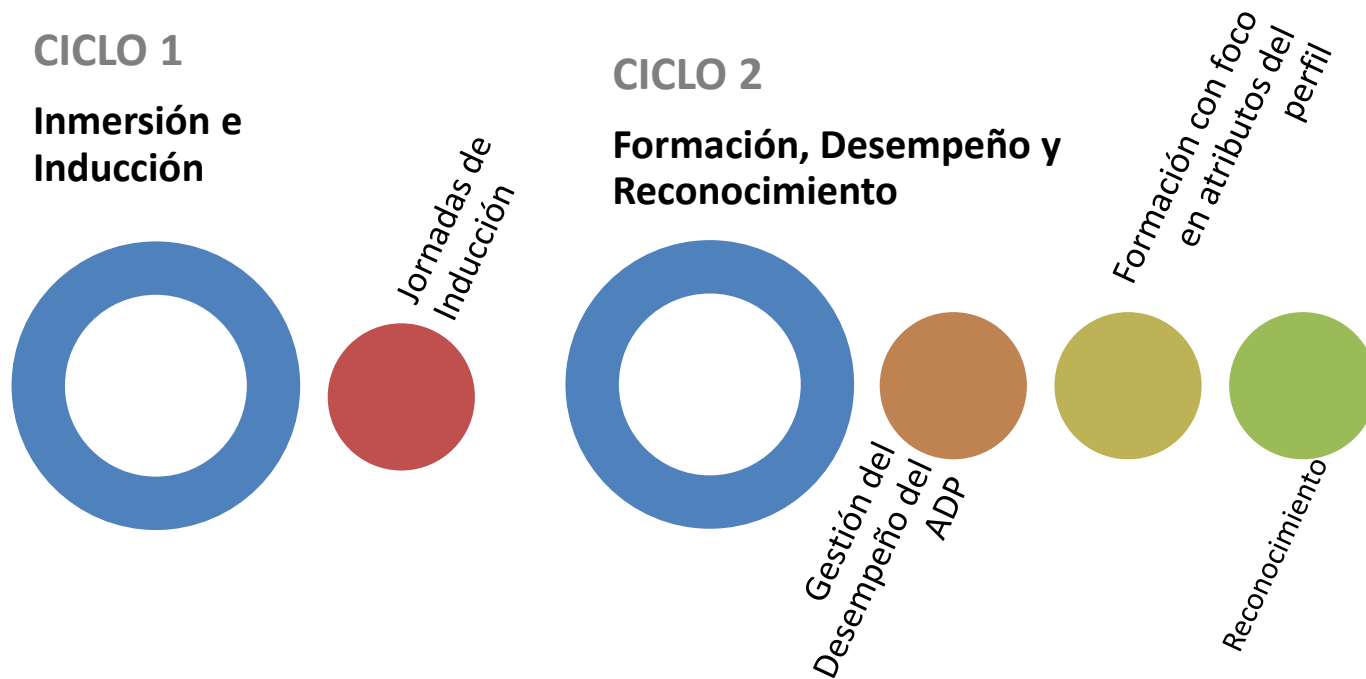 CICLO 1
Inmersión e
Inducción
Jornadas de
Inducción
CICLO 2
Formación, Desempeño y
Reconocimiento
Gestión del
Desempeño del
ADP
Formación con foco
en atributos del
perfil
Reconocimiento